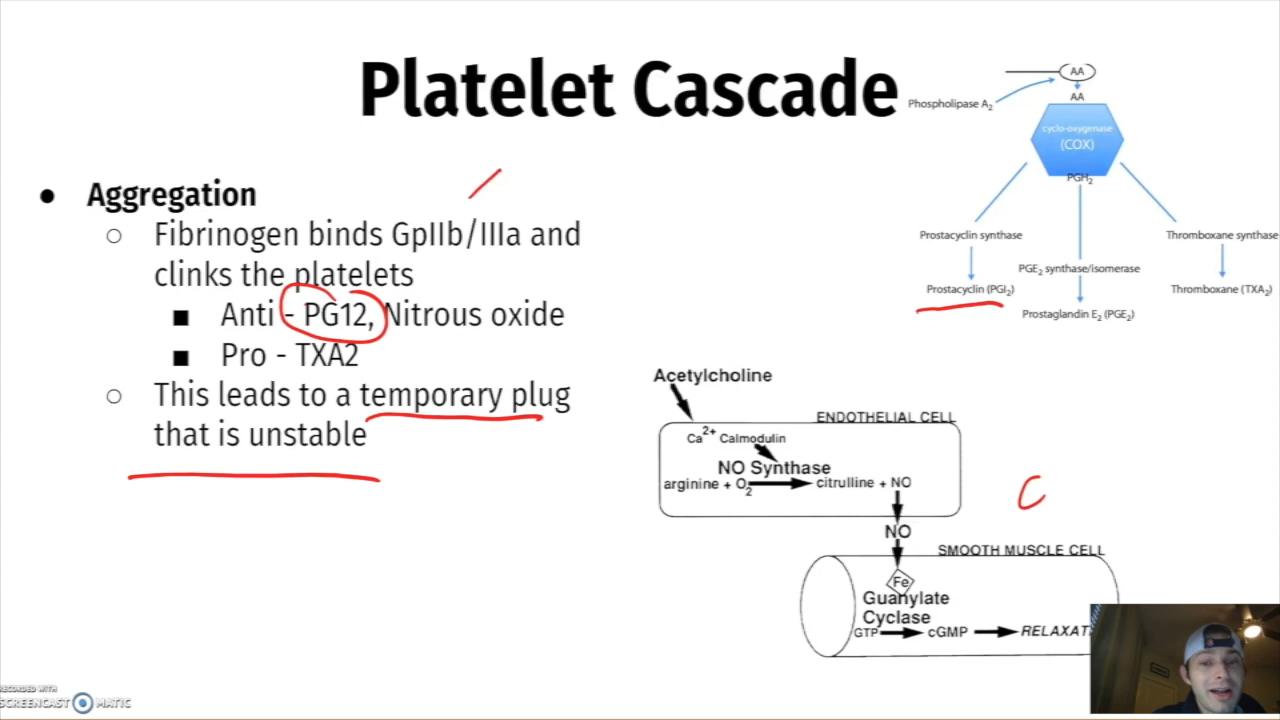 Platelet Cascade
● Aggregation
○ Fibrinogen binds GpIIb/IIIa and
clinks the platelets
■ Anti - PG12, Nitrous oxide
■ Pro - TXA2
○ This leads to a temporary plug
that is unstable
AA
Phospholipase A2
AA
cyclo-oxygenase
(COX)
PGH2
Prostacyclin synthase
Thromboxane synthase
PGE2 synthase/isomerase
Prostacyclin (PGI2)
Thromboxane (TXA2)
Prostaglandin E2 (PGE2)
Acetylcholine
ENDOTHELIAL CELL
Ca2+ Calmodulin
NO Synthase
arginine + O2
citrulline + NO
NO
SMOOTH MUSCLE CELL
Fe
Guanylate
Cyclase
GTP
cGMP
RELAXAT
C
RECORDED WITH
SCREENCAST MATIC